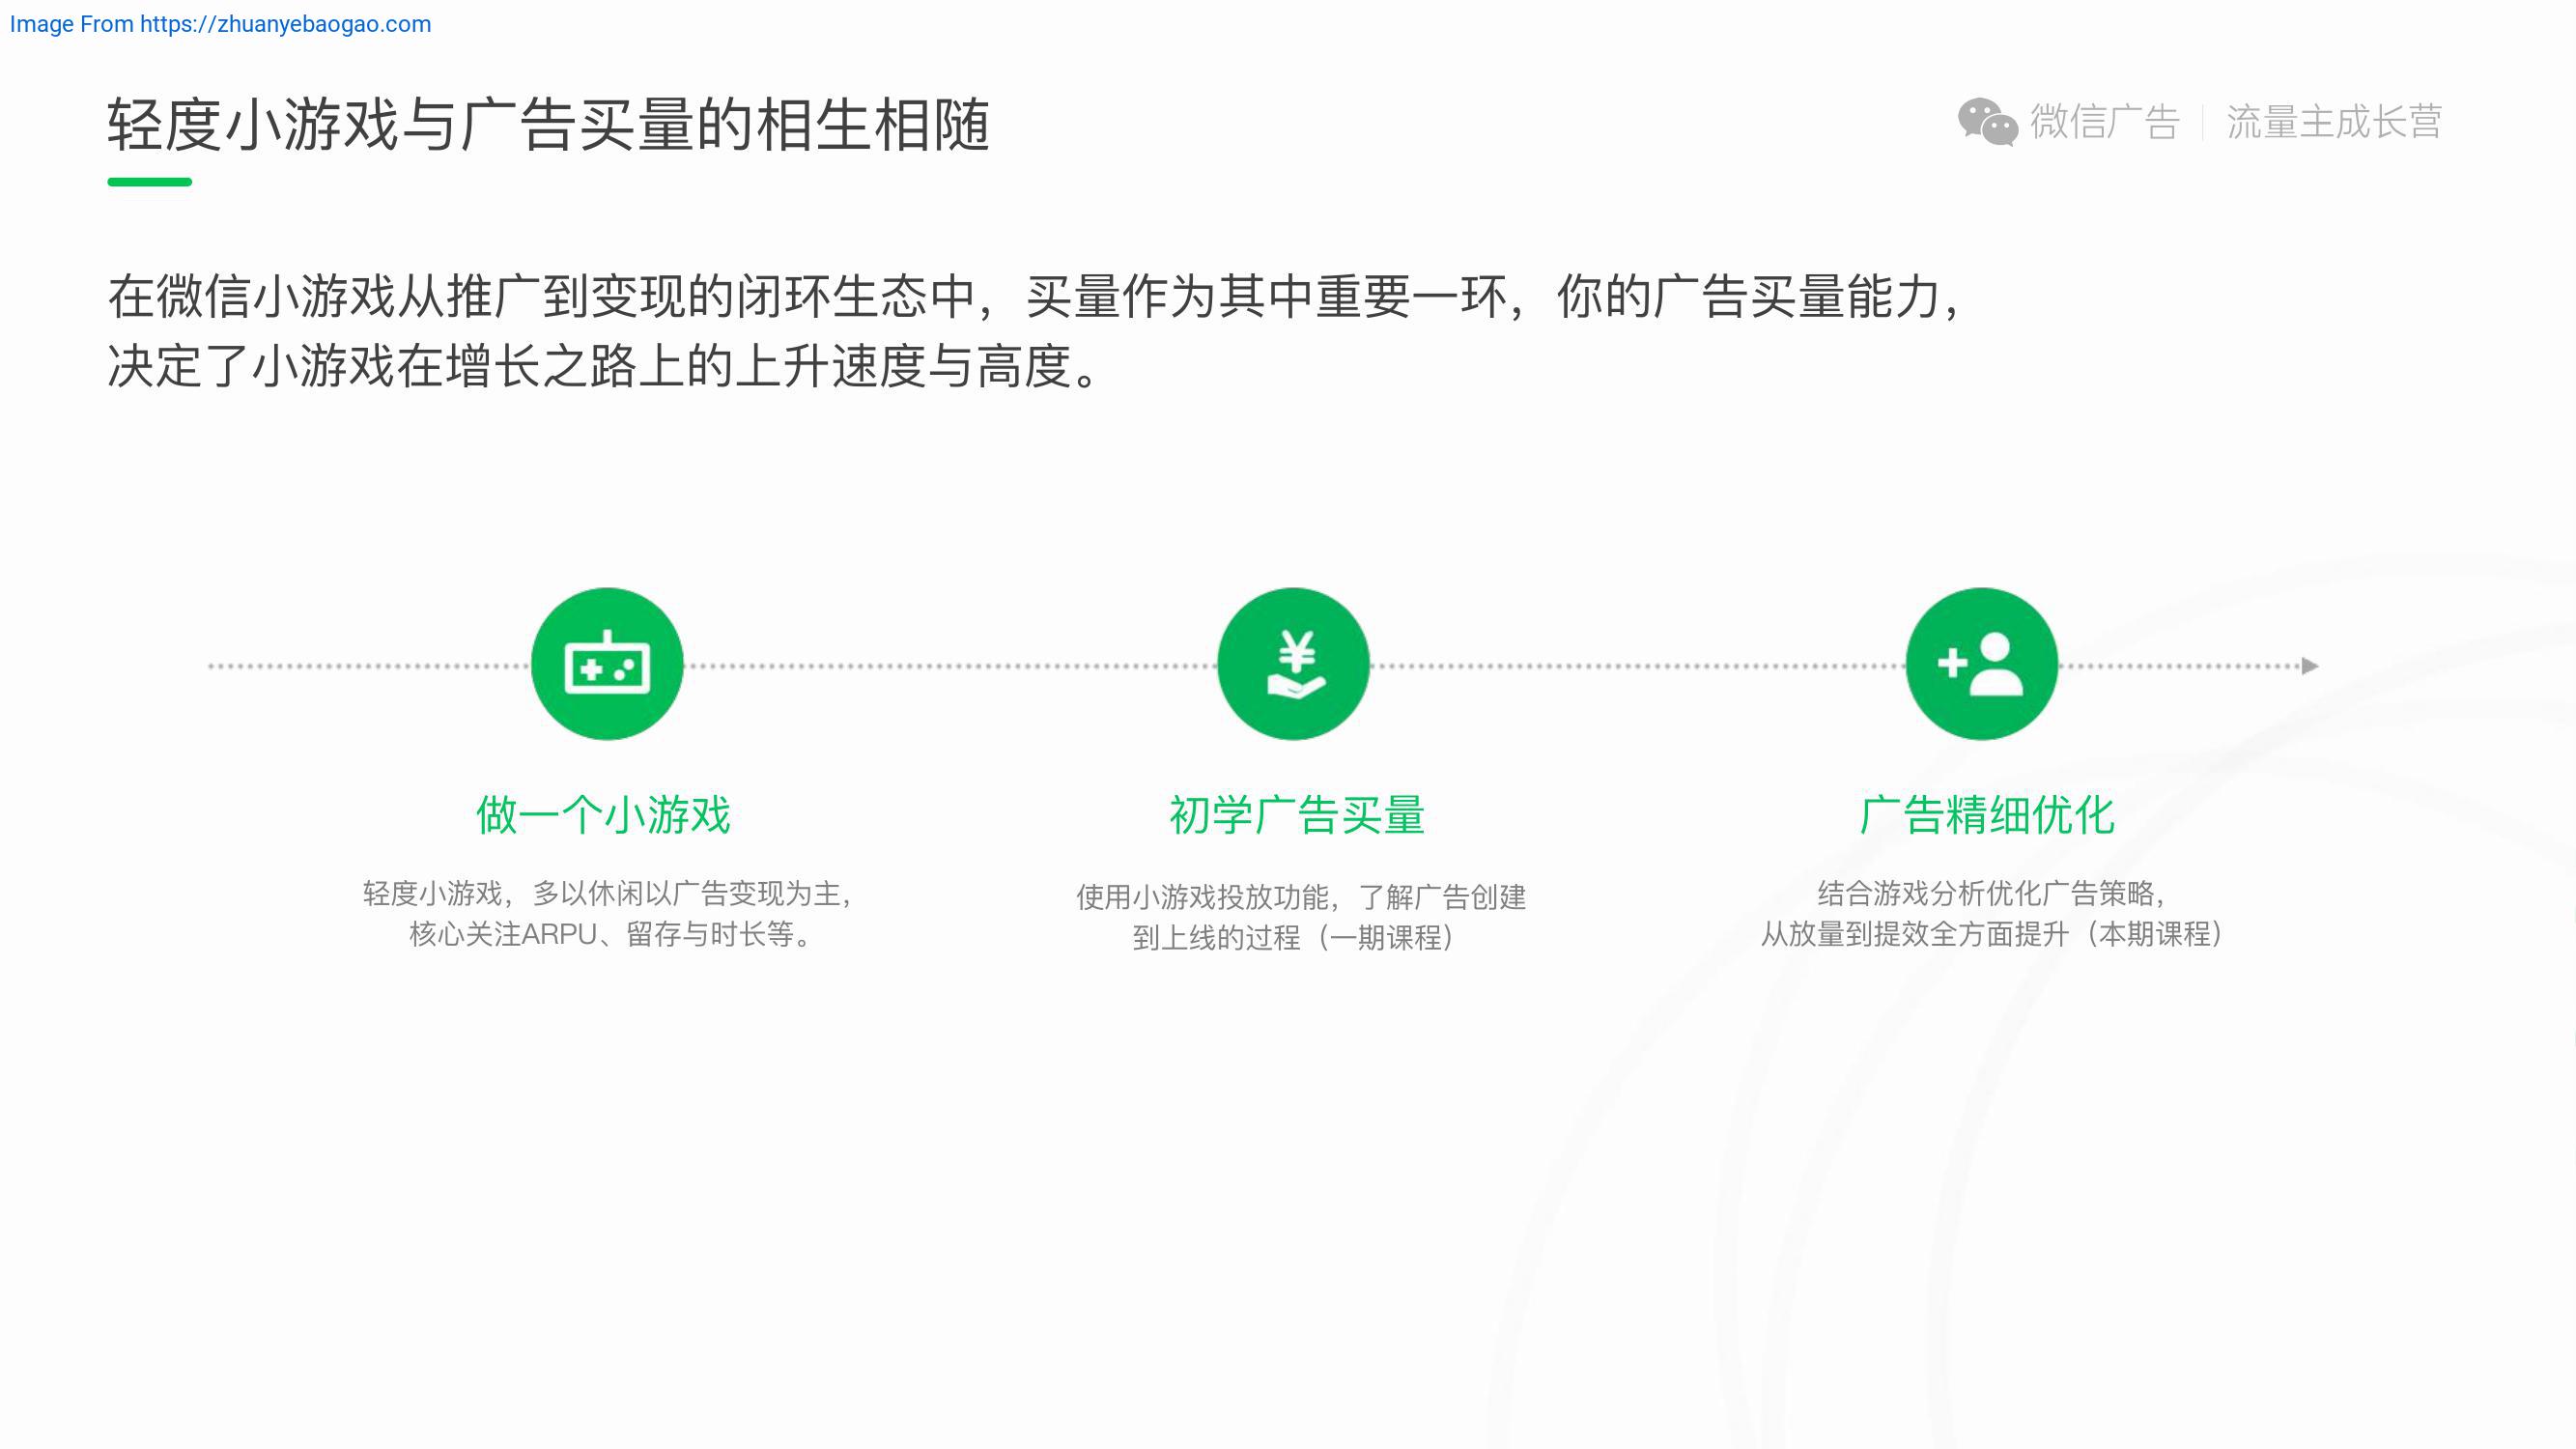 Image From https://zhuanyebaogao.com
轻度小游戏与广告买量的相生相随
微信广告 | 流量主成长营
在微信小游戏从推广到变现的闭环生态中，买量作为其中重要一环，你的广告买量能力，
决定了小游戏在增长之路上的上升速度与高度。
做一个小游戏
轻度小游戏，多以休闲以广告变现为主，
核心关注ARPU、留存与时长等。
初学广告买量
使用小游戏投放功能，了解广告创建
到上线的过程（一期课程）
广告精细优化
结合游戏分析优化广告策略，
从放量到提效全方面提升（本期课程）